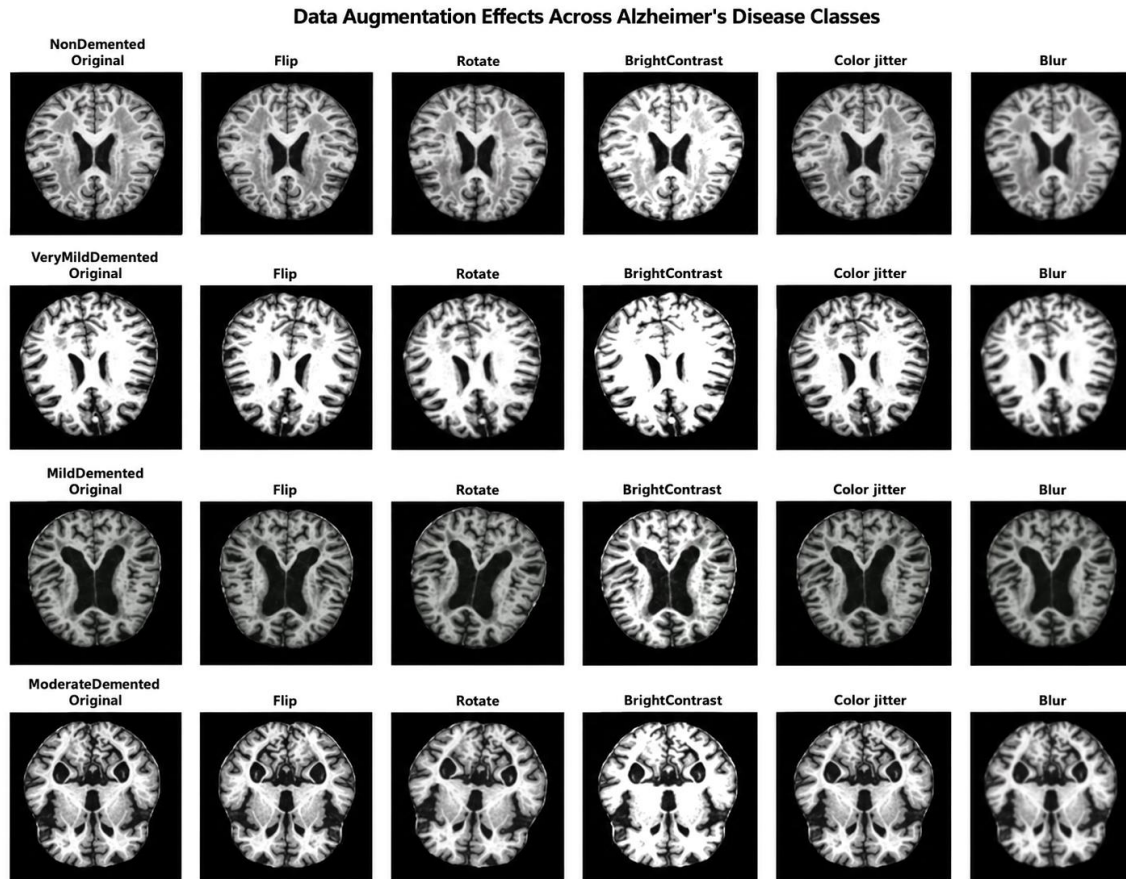 Data Augmentation Effects Across Alzheimer's Disease Classes
NonDemented
Original
Flip
Rotate
BrightContrast
Color jitter
Blur
VeryMildDemented
Original
Flip
Rotate
BrightContrast
Color jitter
Blur
MildDemented
Original
Flip
Rotate
BrightContrast
Color jitter
Blur
ModerateDemented
Original
Flip
Rotate
BrightContrast
Color jitter
Blur